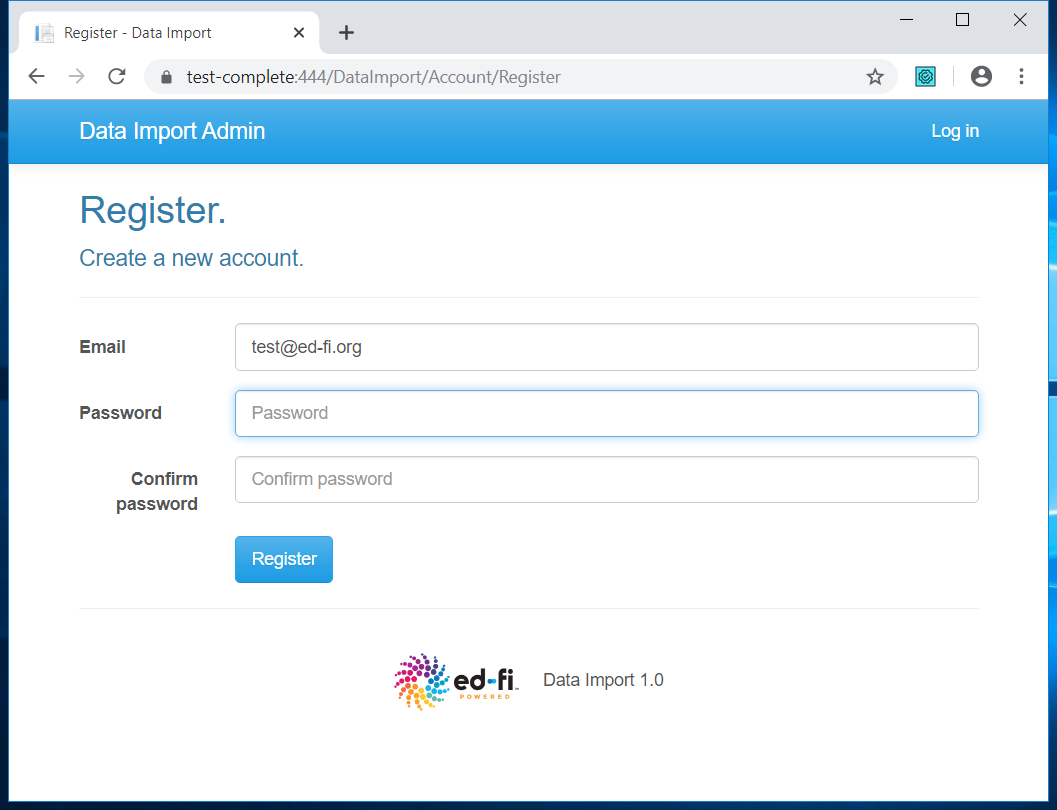 Register - Data Import
test-complete:444/DataImport/Account/Register
Data Import Admin
Log in
Register.
Create a new account.
Email
test@ed-fi.org
Password
Password
Confirm
password
Confirm password
Register
ed-fi
POWERED
Data Import 1.0